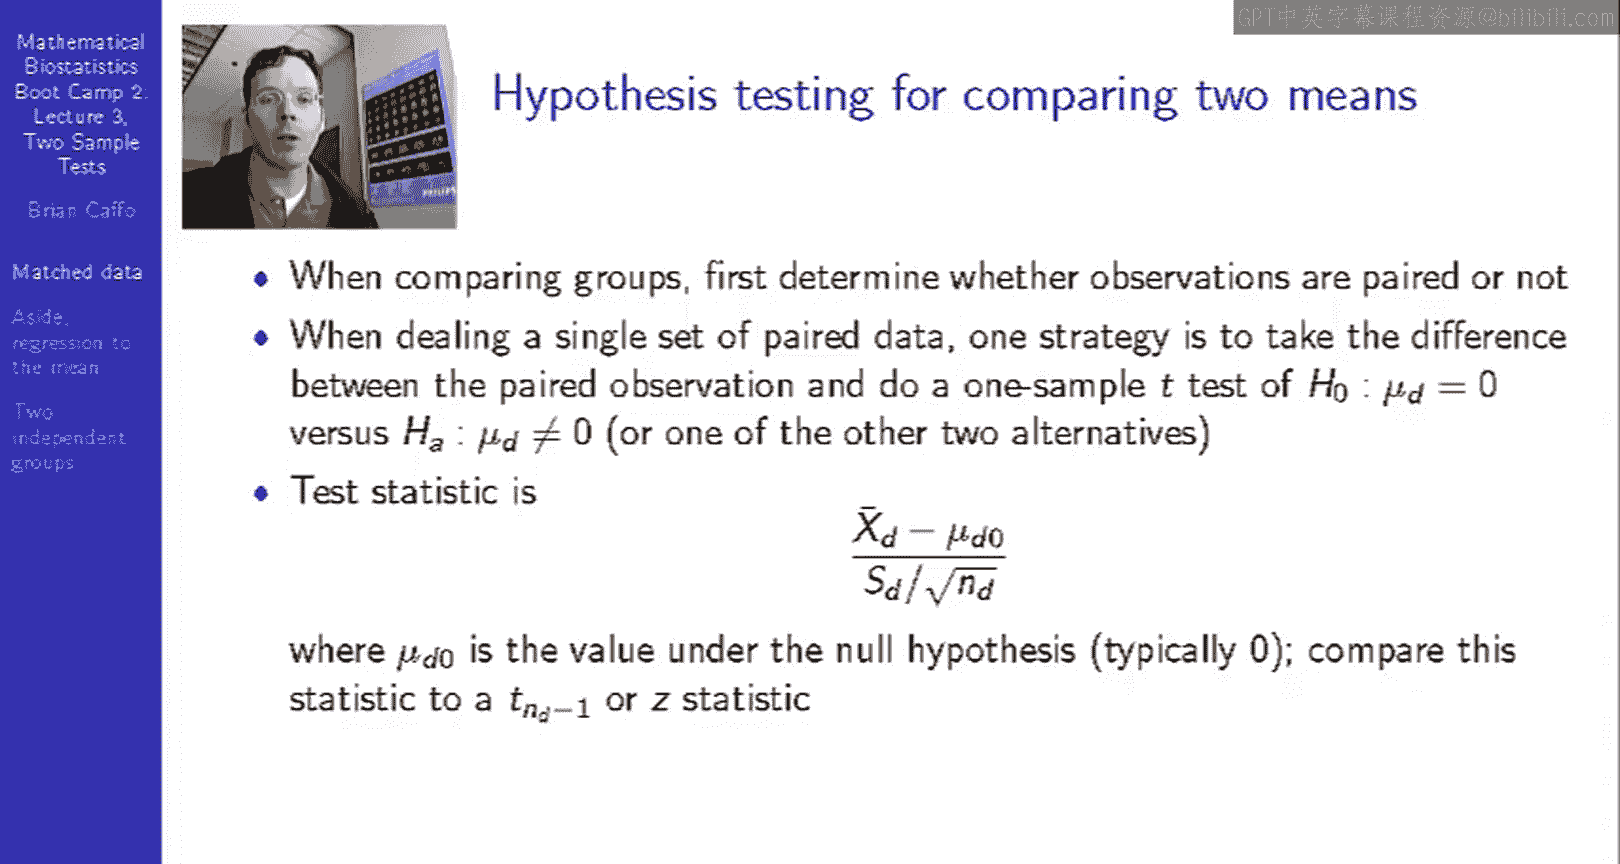 GPT中英字幕课程资源@bilibili.com
Mathematical
Biostatistics
Boot Camp 2:
Lecture 3,
Two Sample
Tests
Brian Caffo
Matched data
Aside,
regression to
the mean
Two
independent
groups
Hypothesis testing for comparing two means
When comparing groups, first determine whether observations are paired or not
When dealing a single set of paired data, one strategy is to take the difference
between the paired observation and do a one-sample t test of H₀ : μ_d = 0
versus Hₐ : μ_d ≠ 0 (or one of the other two alternatives)
Test statistic is
X̄_d − μ_d0
S_d/√n_d
where μ_d0 is the value under the null hypothesis (typically 0); compare this
statistic to a t_{n_d−1} or z statistic